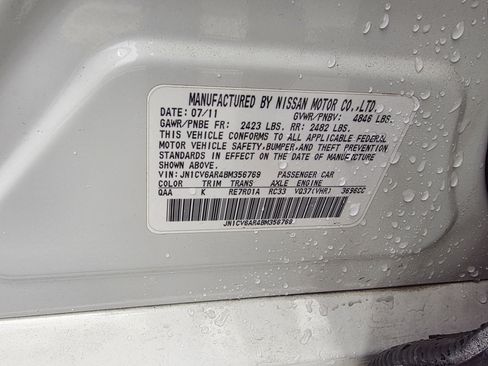 MANUFACTURED BY NISSAN MOTOR CO.,LTD.
DATE: 07/11 GVWR/PNBV: 4846 LBS.
GAWR/PNBE FR: 2423 LBS. RR: 2482 LBS.
THIS VEHICLE CONFORMS TO ALL APPLICABLE FEDERAL
MOTOR VEHICLE SAFETY,BUMPER,AND THEFT PREVENTION
STANDARDS IN EFFECT ON THE DATE OF MANUFACTURE
SHOWN ABOVE.
VIN: JN1CV6AR4BM356769 PASSENGER CAR
COLOR TRIM TRANS AXLE ENGINE
QAA K RE7R01A RC33 VQ37(VHR) 3696CC
JN1CV6AR4BM356769